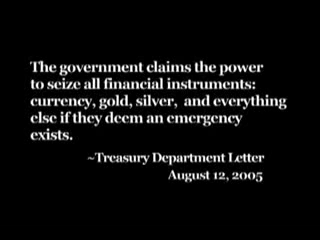 The government claims the power
to seize all financial instruments:
currency, gold, silver, and everything
else if they deem an emergency
exists.
~Treasury Department Letter
August 12, 2005